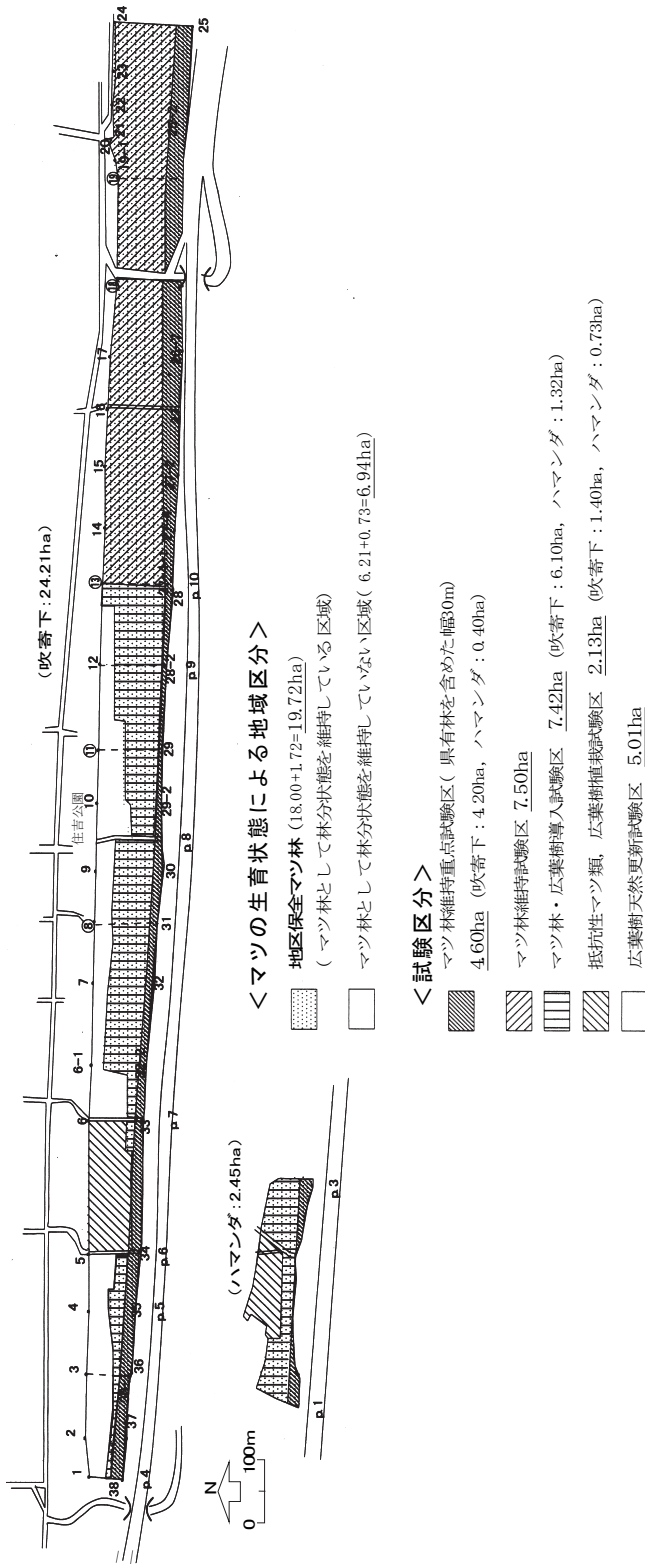 (吹寄下:24.21ha)
住吉公園
1
2
3
4
5
6
6-1
7
⑧
9
10
⑪
12
⑬
14
15
16
17
⑱
⑲
19-1
20
21
22
23
24
25
28
28-2
29
29-2
30
31
32
33
34
35
36
37
38
p.4
p.5
p.6
p.7
p.8
p.9
p.10
(ハマンダ:2.45ha)
p.1
p.3
N
0 100m
<マツの生育状態による地域区分>
地区保全マツ林 (18.00+1.72=19.72ha)
(マツ林として林分状態を維持している区域)
マツ林として林分状態を維持していない区域(6.21+0.73=6.94ha)
<試験区分>
マツ林維持重点試験区(県有林を含めた幅30m)
4.60ha (吹寄下:4.20ha, ハマンダ:0.40ha)
マツ林維持試験区 7.50ha
マツ林・広葉樹導入試験区 7.42ha (吹寄下:6.10ha, ハマンダ:1.32ha)
抵抗性マツ類, 広葉樹植栽試験区 2.13ha (吹寄下:1.40ha, ハマンダ:0.73ha)
広葉樹天然更新試験区 5.01ha